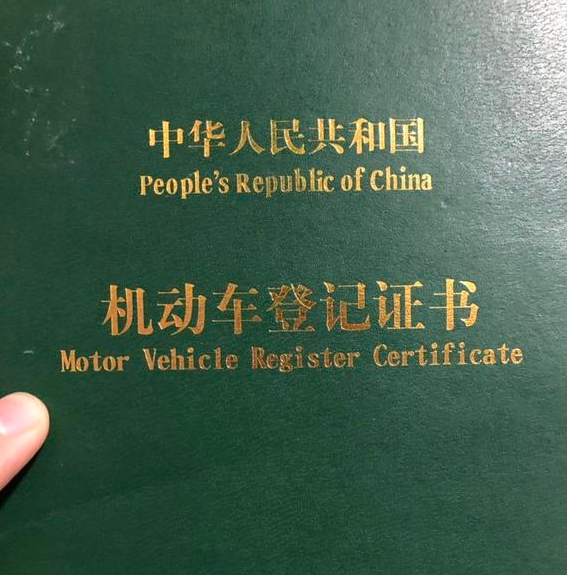 中华人民共和国
People's Republic of China
机动车登记证书
Motor Vehicle Register Certificate